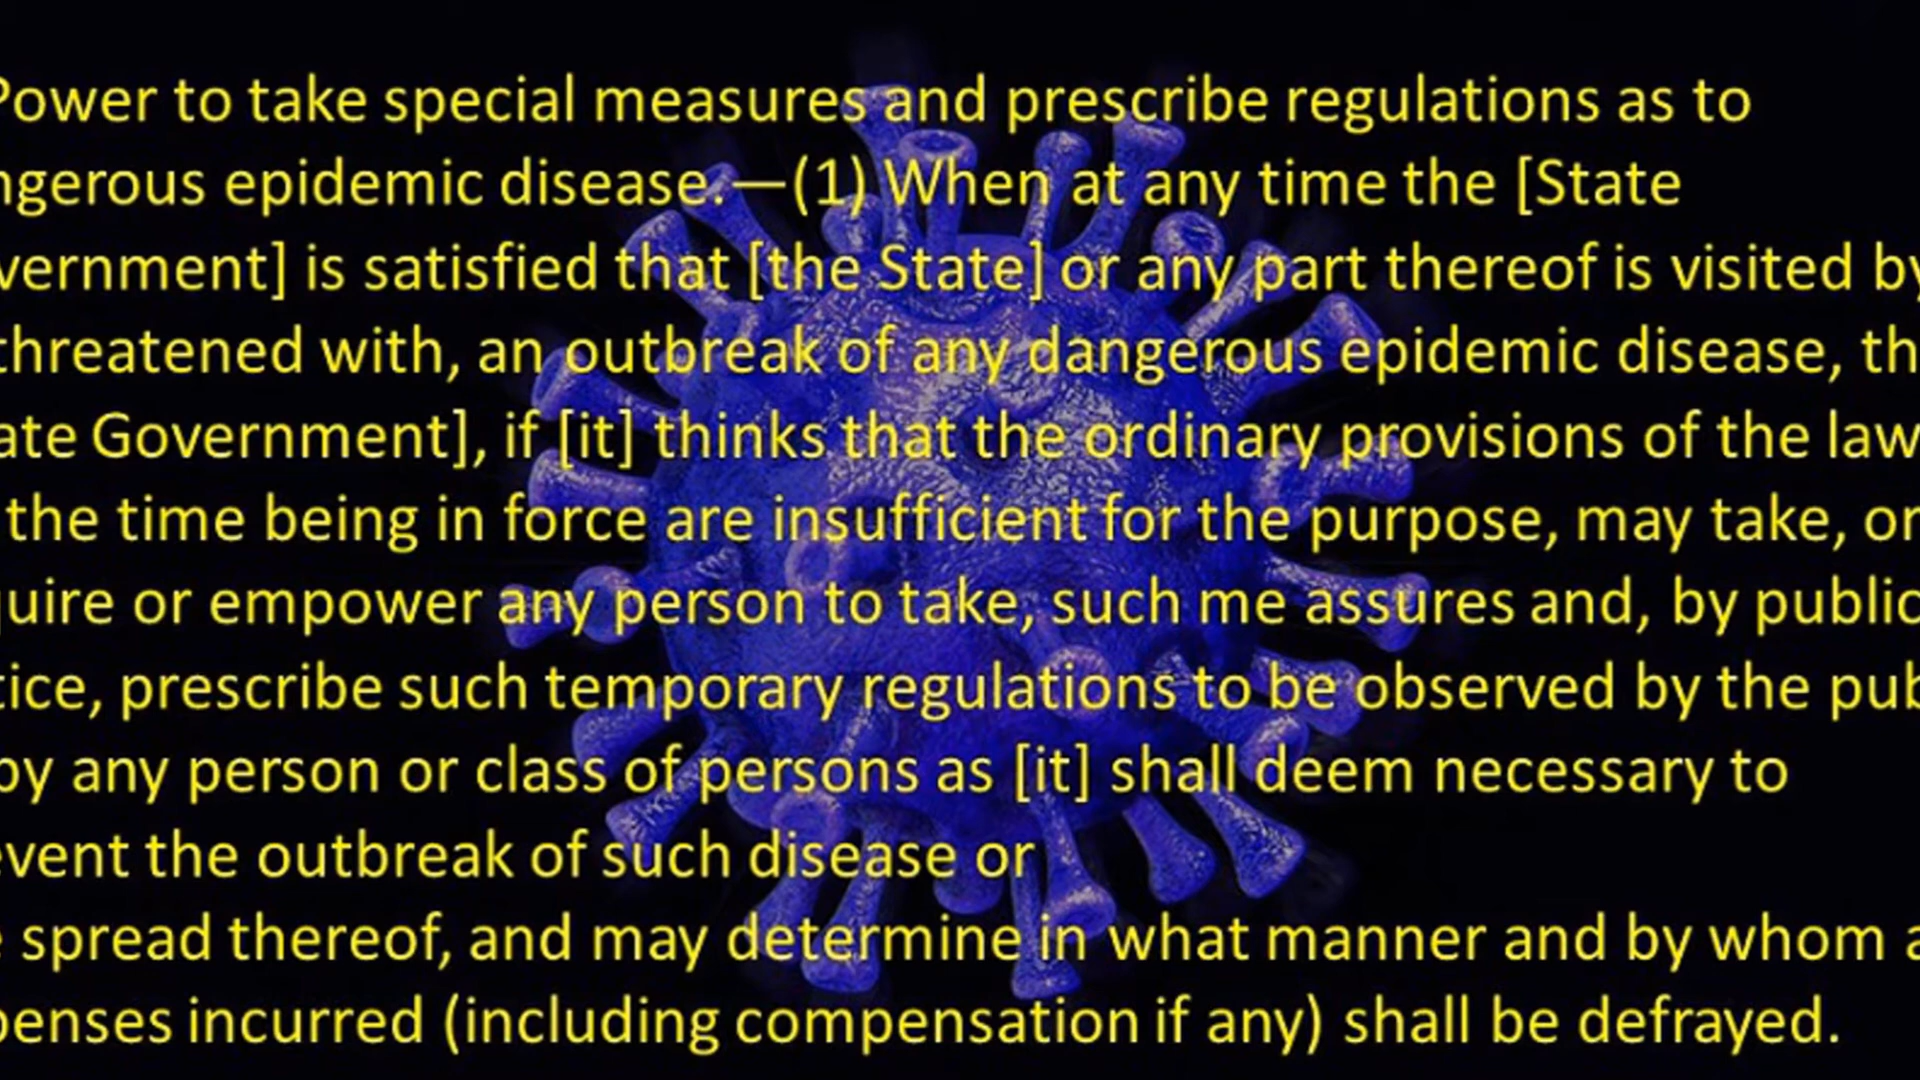 Power to take special measures and prescribe regulations as to
ngerous epidemic disease.—(1) When at any time the [State
vernment] is satisfied that [the State] or any part thereof is visited by
threatened with, an outbreak of any dangerous epidemic disease, th
ate Government], if [it] thinks that the ordinary provisions of the law
the time being in force are insufficient for the purpose, may take, or
quire or empower any person to take, such me assures and, by public
tice, prescribe such temporary regulations to be observed by the pub
by any person or class of persons as [it] shall deem necessary to
event the outbreak of such disease or
e spread thereof, and may determine in what manner and by whom a
penses incurred (including compensation if any) shall be defrayed.